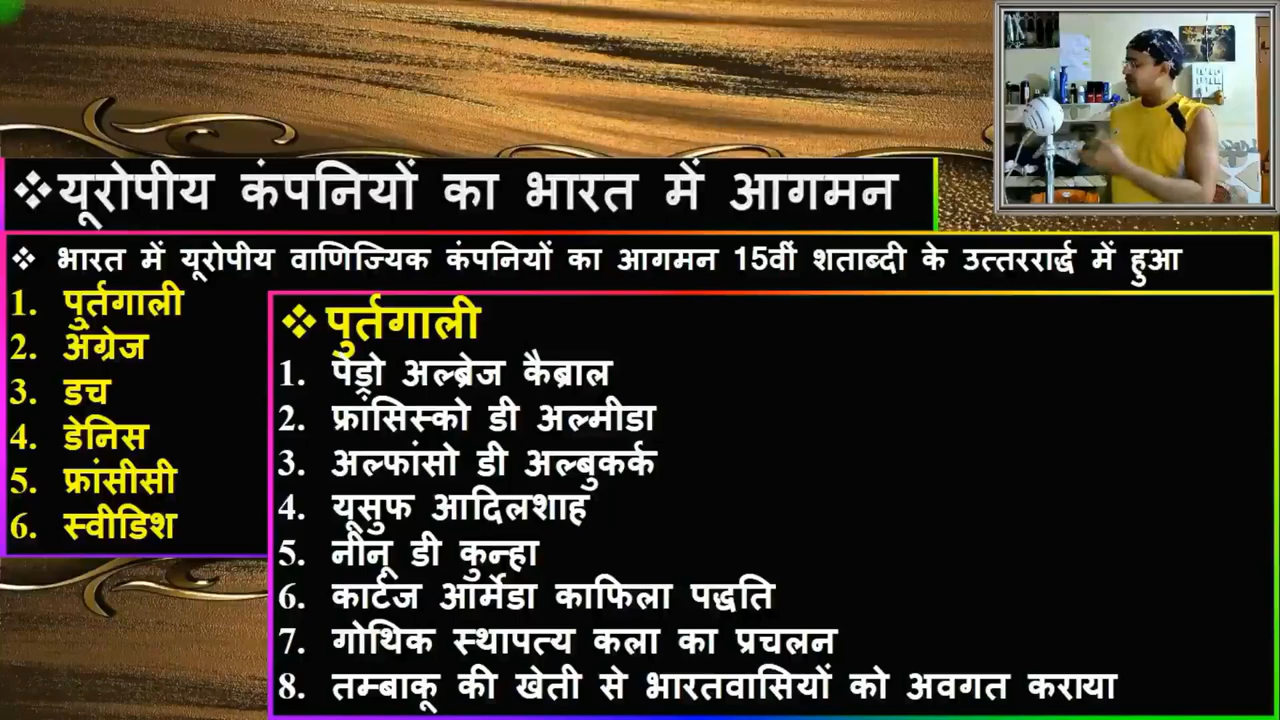 ❖यूरोपीय कंपनियों का भारत में आगमन
❖ भारत में यूरोपीय वाणिज्यिक कंपनियों का आगमन 15वीं शताब्दी के उत्तररार्द्ध में हुआ
1. पुर्तगाली
2. अंग्रेज
3. डच
4. डेनिस
5. फ्रांसीसी
6. स्वीडिश
❖ पुर्तगाली
1. पेड्रो अल्ब्रेज कैब्राल
2. फ्रांसिस्को डी अल्मीडा
3. अल्फांसो डी अल्बुकर्क
4. यूसुफ आदिलशाह
5. नीनू डी कुन्हा
6. कार्टज आर्मेडा काफिला पद्धति
7. गोथिक स्थापत्य कला का प्रचलन
8. तम्बाकू की खेती से भारतवासियों को अवगत कराया